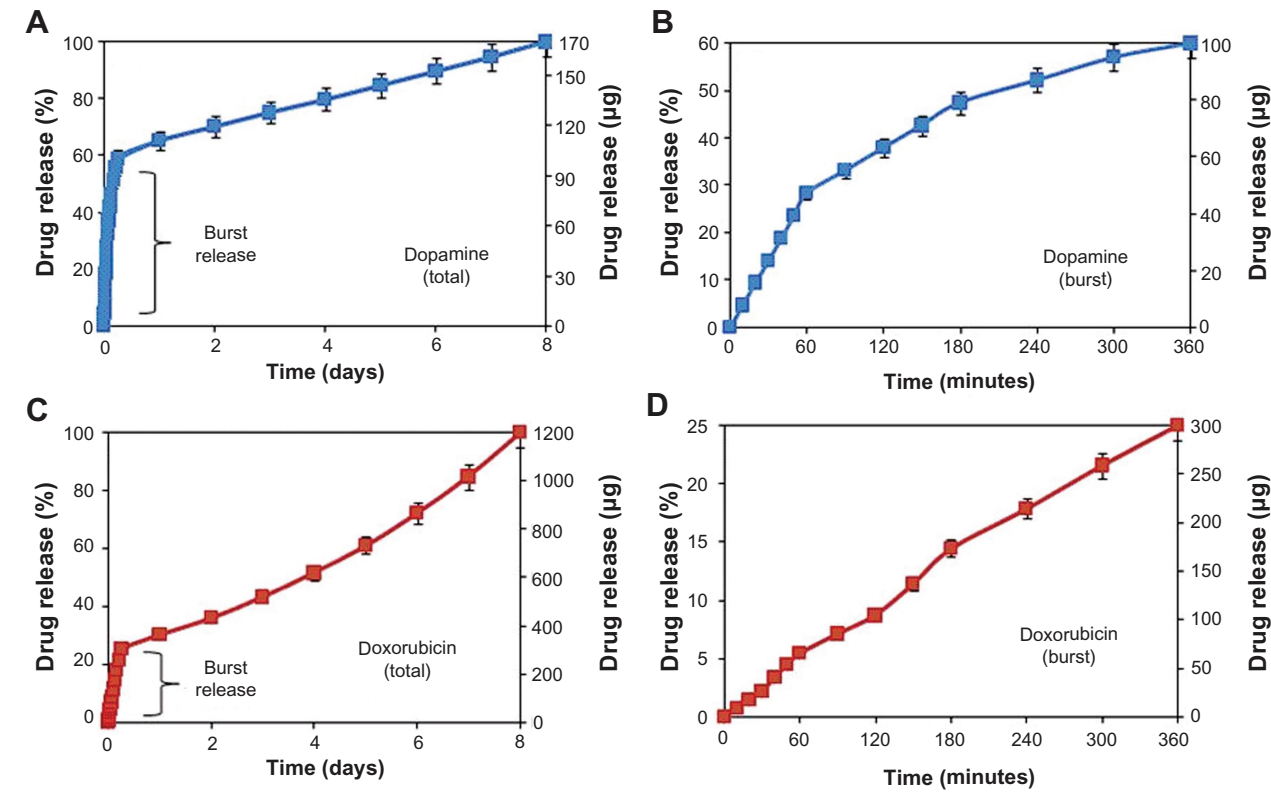 A
Drug release (%)
100
80
60
40
20
0
170
150
120
90
60
30
0
Drug release (µg)
Burst
release
Dopamine
(total)
0
2
4
6
8
Time (days)
B
Drug release (%)
60
50
40
30
20
10
0
100
80
60
40
20
0
Drug release (µg)
Dopamine
(burst)
0
60
120
180
240
300
360
Time (minutes)
C
Drug release (%)
100
80
60
40
20
0
1200
1000
800
600
400
200
0
Drug release (µg)
Burst
release
Doxorubicin
(total)
0
2
4
6
8
Time (days)
D
Drug release (%)
25
20
15
10
5
0
300
250
200
150
100
50
0
Drug release (µg)
Doxorubicin
(burst)
0
60
120
180
240
300
360
Time (minutes)